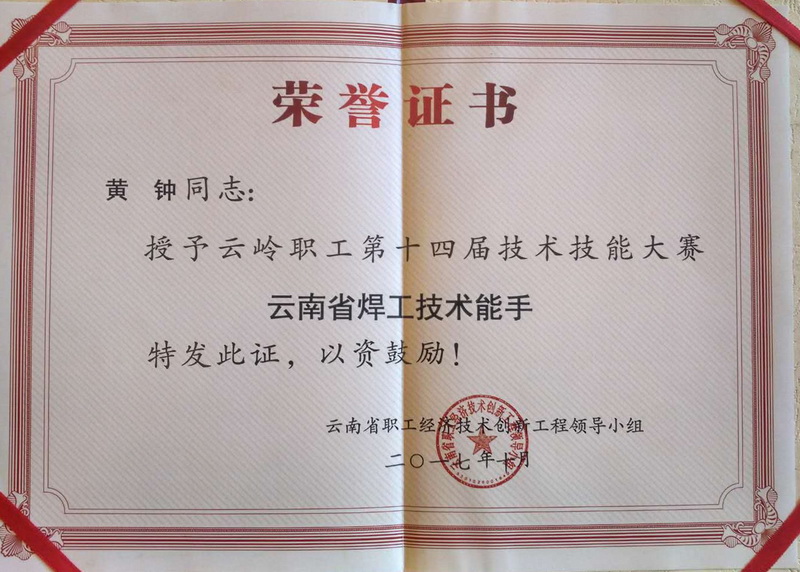 荣誉证书
黄 钟同志：
授予云岭职工第十四届技术技能大赛
云南省焊工技术能手
特发此证，以资鼓励！
云南省职工经济技术创新工程领导小组
二〇一七年十月